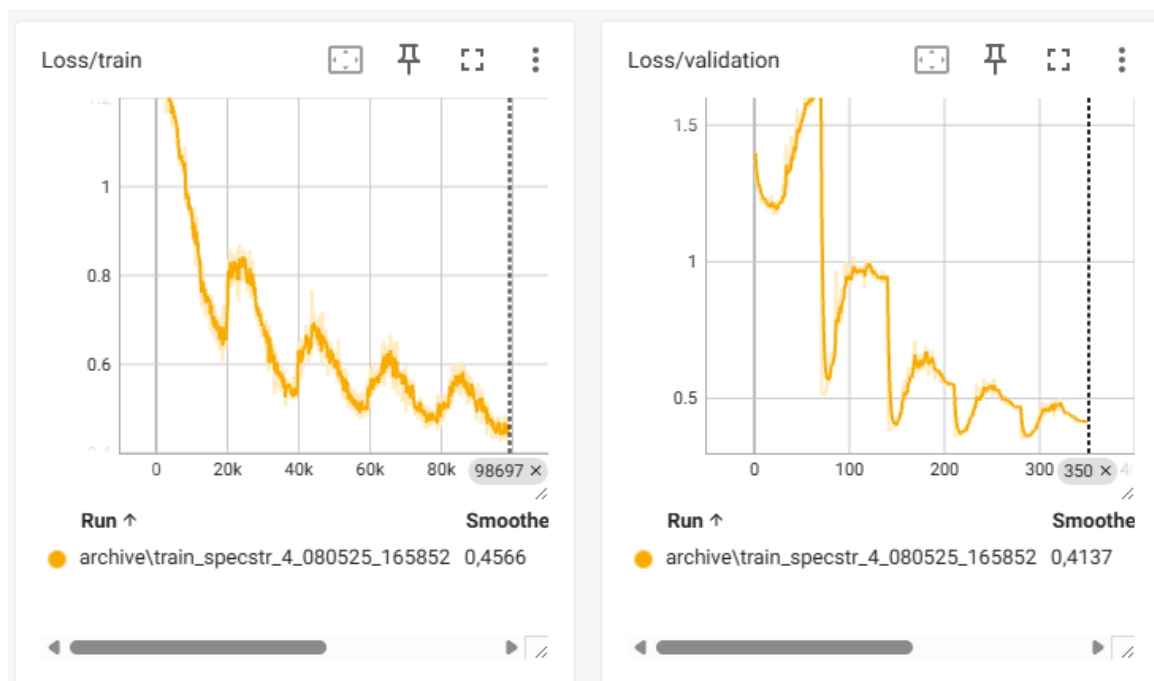 Loss/train
1
0.8
0.6
0 20k 40k 60k 80k 98697 ×
Run ↑ Smoothe
archive\train_specstr_4_080525_165852 0,4566
Loss/validation
1.5
1
0.5
0 100 200 300 350 ×
Run ↑ Smoothe
archive\train_specstr_4_080525_165852 0,4137